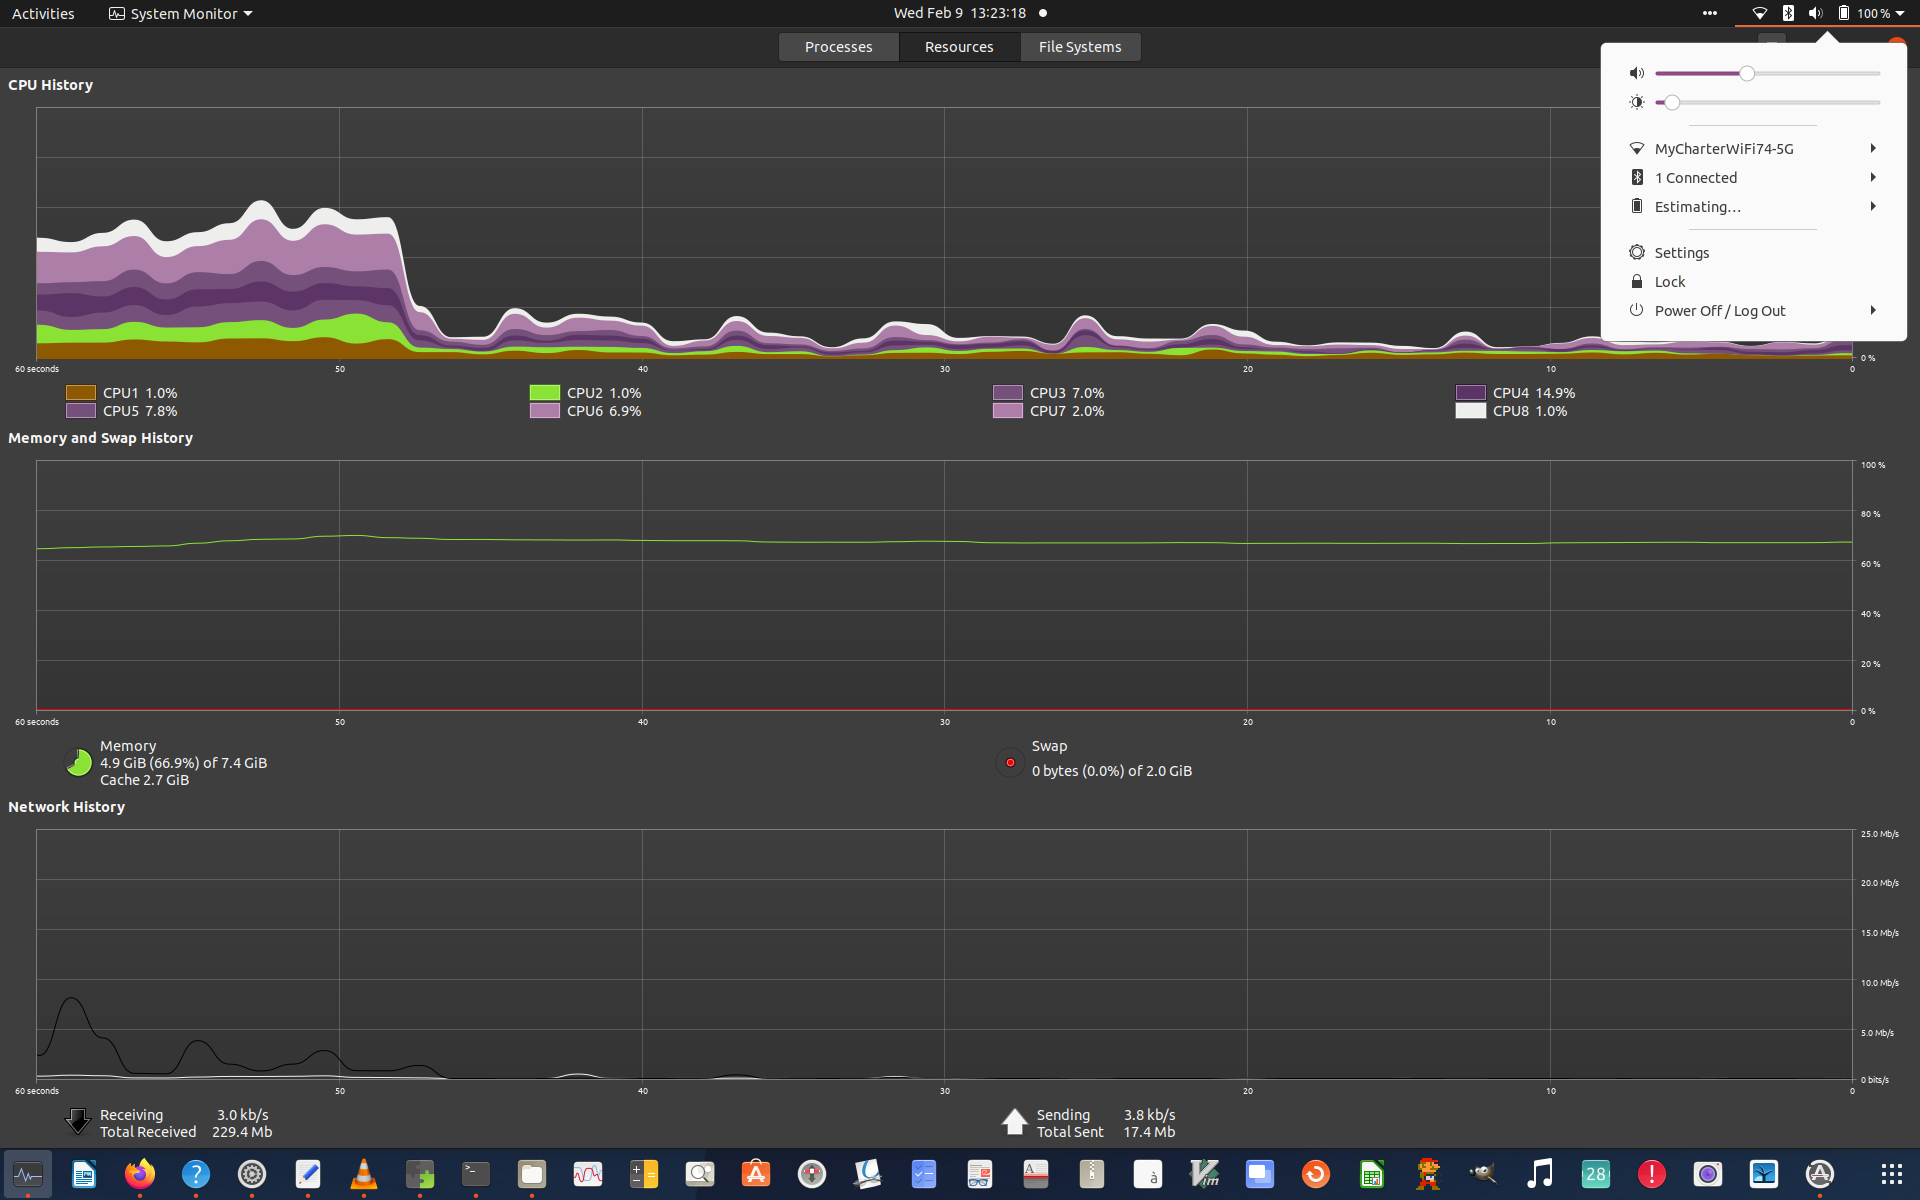 Activities System Monitor Wed Feb 9 13:23:18 100 %
Processes Resources File Systems
CPU History
MyCharterWiFi74-5G
1 Connected
Estimating…
Settings
Lock
Power Off / Log Out
0 %
60 seconds 50 40 30 20 10 0
CPU1 1.0% CPU2 1.0% CPU3 7.0% CPU4 14.9%
CPU5 7.8% CPU6 6.9% CPU7 2.0% CPU8 1.0%
Memory and Swap History
100 %
80 %
60 %
40 %
20 %
0 %
60 seconds 50 40 30 20 10 0
Memory
4.9 GiB (66.9%) of 7.4 GiB
Cache 2.7 GiB
Swap
0 bytes (0.0%) of 2.0 GiB
Network History
25.0 Mb/s
20.0 Mb/s
15.0 Mb/s
10.0 Mb/s
5.0 Mb/s
0 bits/s
60 seconds 50 40 30 20 10 0
Receiving 3.0 kb/s
Total Received 229.4 Mb
Sending 3.8 kb/s
Total Sent 17.4 Mb
? >_ A à Vim 28 !